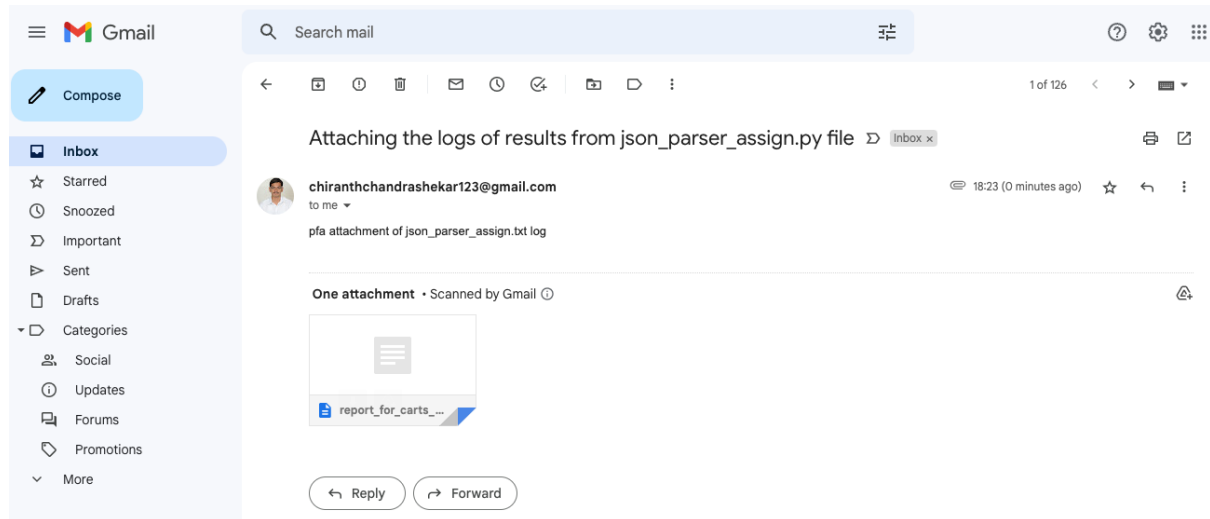 Gmail
Search mail
Compose
1 of 126
Inbox
Starred
Snoozed
Important
Sent
Drafts
Categories
Social
Updates
Forums
Promotions
More
Attaching the logs of results from json_parser_assign.py file
Inbox ×
chiranthchandrashekar123@gmail.com
18:23 (0 minutes ago)
to me
pfa attachment of json_parser_assign.txt log
One attachment • Scanned by Gmail
report_for_carts_...
Reply
Forward